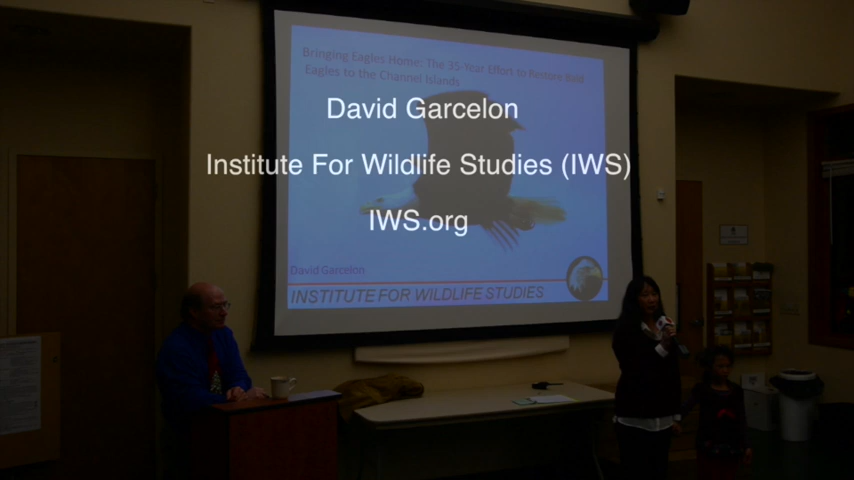 Bringing Eagles Home: The 35 Year Effort to Restore Bald
Eagles to the Channel Islands
David Garcelon
Institute For Wildlife Studies (IWS)
IWS.org
David Garcelon
INSTITUTE FOR WILDLIFE STUDIES